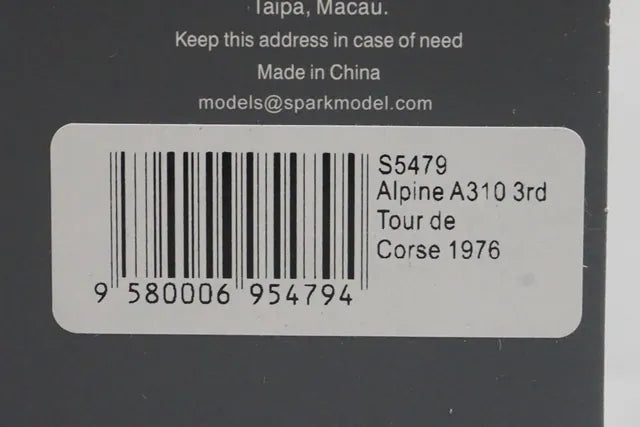 Taipa, Macau.
Keep this address in case of need
Made in China
models@sparkmodel.com
S5479
Alpine A310 3rd
Tour de
Corse 1976
9 580006 954794